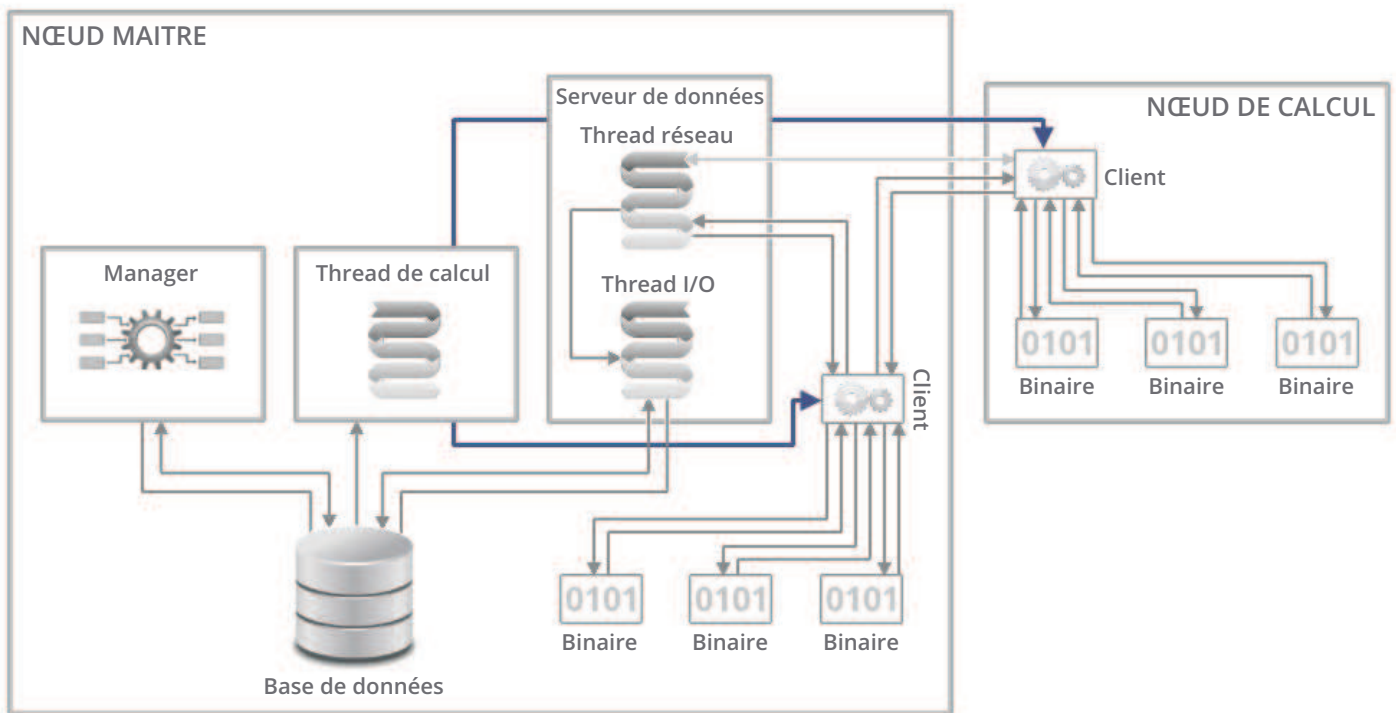 NŒUD MAITRE
Serveur de données
Thread réseau
NŒUD DE CALCUL
Client
Manager
Thread de calcul
Thread I/O
0101
0101
0101
Binaire
Binaire
Binaire
Client
0101
0101
0101
Binaire
Binaire
Binaire
Base de données